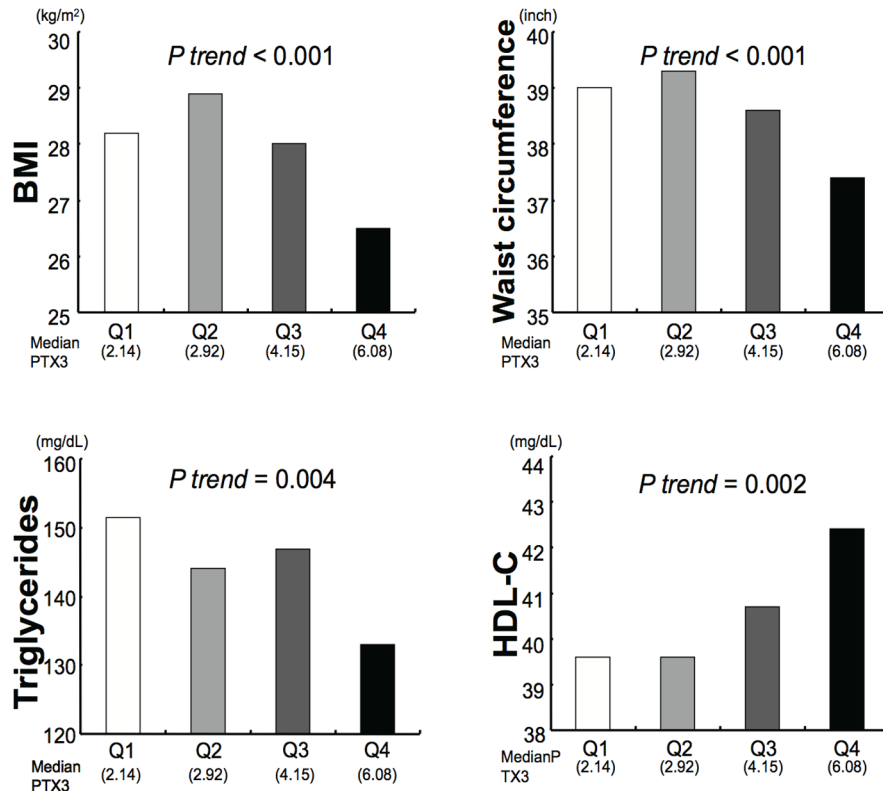 (kg/m²)
BMI
30
29
28
27
26
25
P trend < 0.001
Q1 Q2 Q3 Q4
Median PTX3
(2.14) (2.92) (4.15) (6.08)
(inch)
Waist circumference
40
39
38
37
36
35
P trend < 0.001
Q1 Q2 Q3 Q4
Median PTX3
(2.14) (2.92) (4.15) (6.08)
(mg/dL)
Triglycerides
160
150
140
130
120
P trend = 0.004
Q1 Q2 Q3 Q4
Median PTX3
(2.14) (2.92) (4.15) (6.08)
(mg/dL)
HDL-C
44
43
42
41
40
39
38
P trend = 0.002
Q1 Q2 Q3 Q4
MedianP
TX3
(2.14) (2.92) (4.15) (6.08)